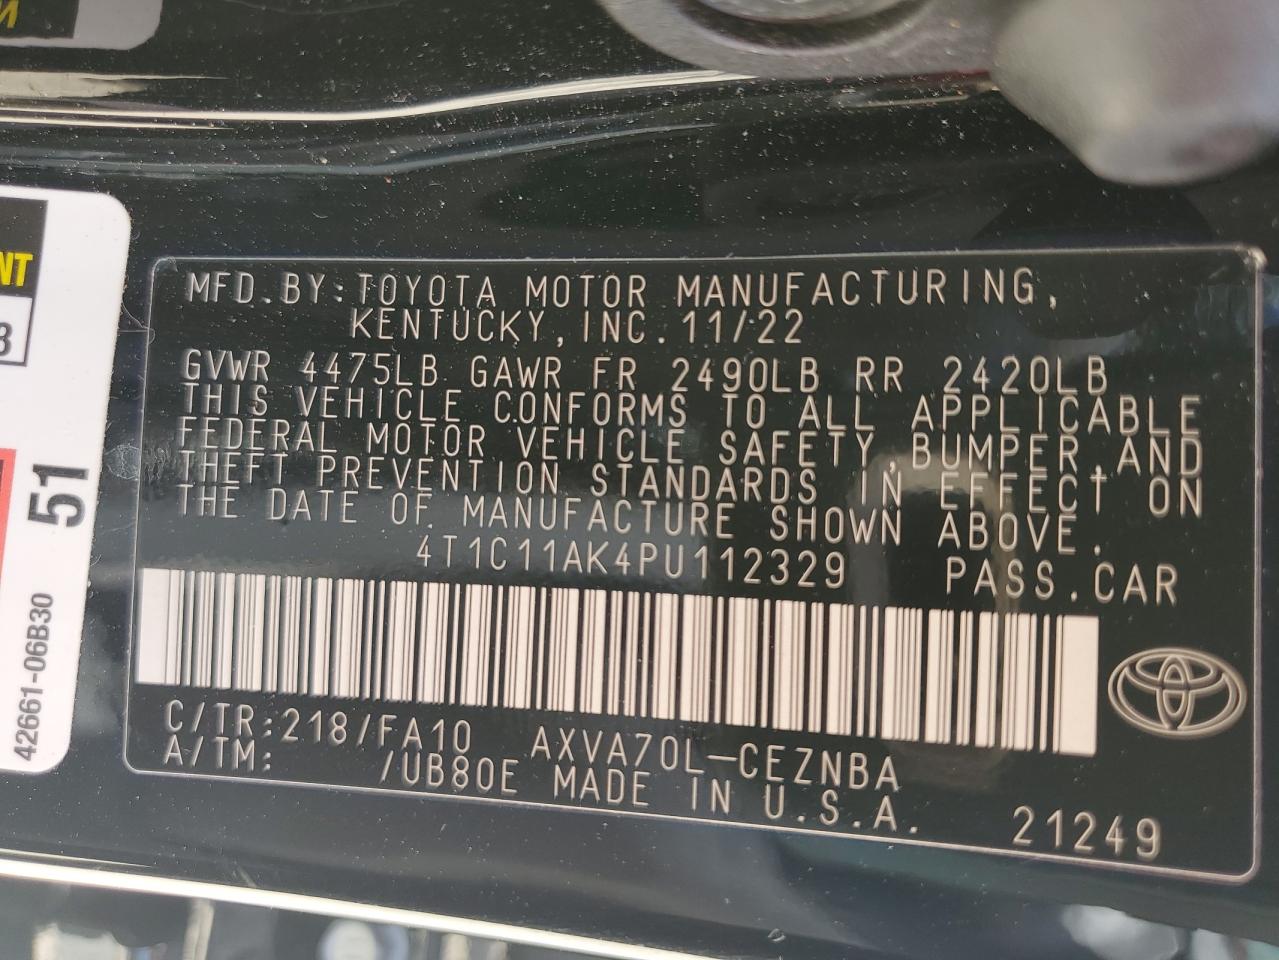 NT
3
51
42661-06B30
MFD.BY:TOYOTA MOTOR MANUFACTURING,
KENTUCKY, INC. 11/22
GVWR 4475LB GAWR FR 2490LB RR 2420LB
THIS VEHICLE CONFORMS TO ALL APPLICABLE
FEDERAL MOTOR VEHICLE SAFETY,BUMPER,AND
THEFT PREVENTION STANDARDS IN EFFECT ON
THE DATE OF MANUFACTURE SHOWN ABOVE.
4T1C11AK4PU112329 PASS.CAR
C/TR:218/FA10 AXVA70L-CEZNBA
A/TM: /UB80E MADE IN U.S.A.
21249